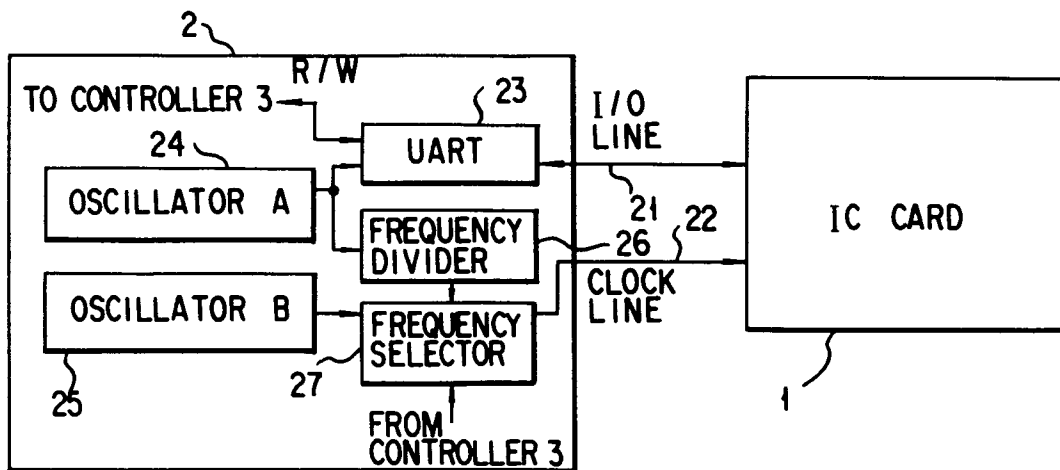 2
R/W
TO CONTROLLER 3
23
I/O
LINE
24
UART
OSCILLATOR A
21
IC CARD
FREQUENCY
DIVIDER
26
22
OSCILLATOR B
CLOCK
LINE
FREQUENCY
SELECTOR
25
27
1
FROM
CONTROLLER 3